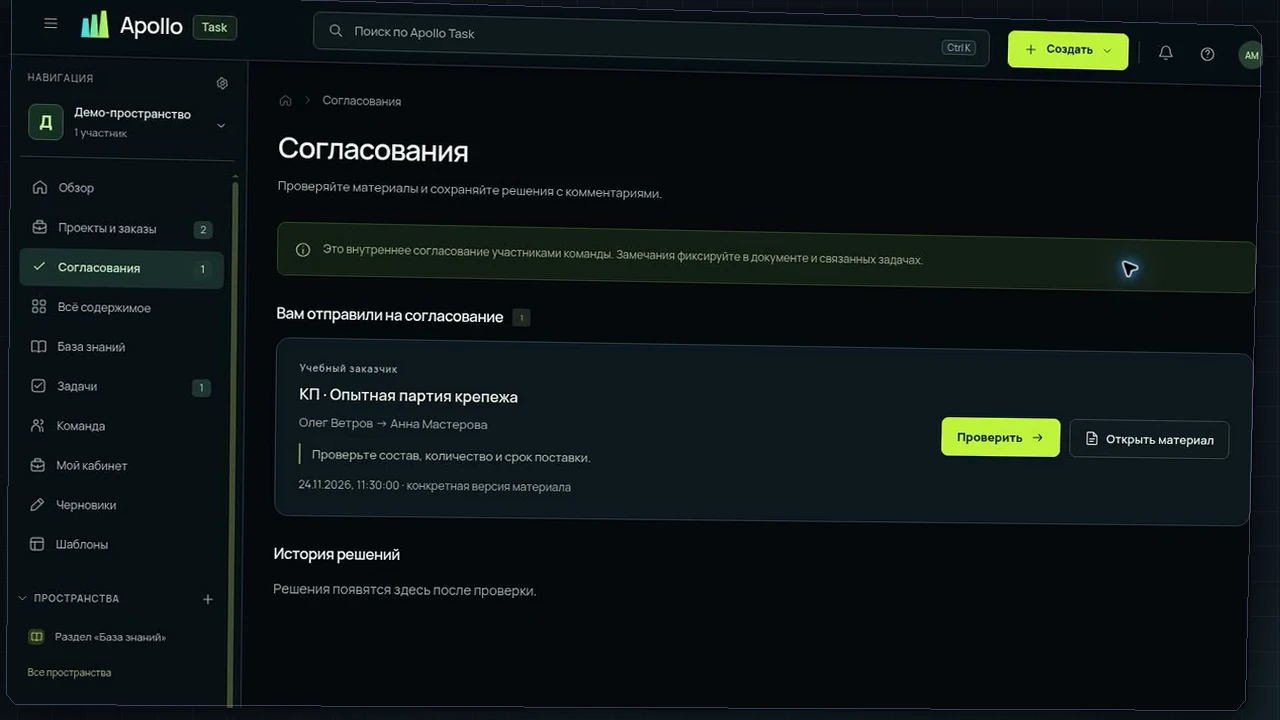 Apollo
Task
Поиск по Apollo Task
Ctrl K
Создать
AM
НАВИГАЦИЯ
Д
Демо-пространство
1 участник
Обзор
Проекты и заказы
2
Согласования
1
Всё содержимое
База знаний
Задачи
1
Команда
Мой кабинет
Черновики
Шаблоны
ПРОСТРАНСТВА
Раздел «База знаний»
Все пространства
Согласования
Согласования
Проверяйте материалы и сохраняйте решения с комментариями.
Это внутреннее согласование участниками команды. Замечания фиксируйте в документе и связанных задачах.
Вам отправили на согласование
1
Учебный заказчик
КП · Опытная партия крепежа
Олег Ветров → Анна Мастерова
Проверьте состав, количество и срок поставки.
24.11.2026, 11:30:00 · конкретная версия материала
Проверить →
Открыть материал
История решений
Решения появятся здесь после проверки.